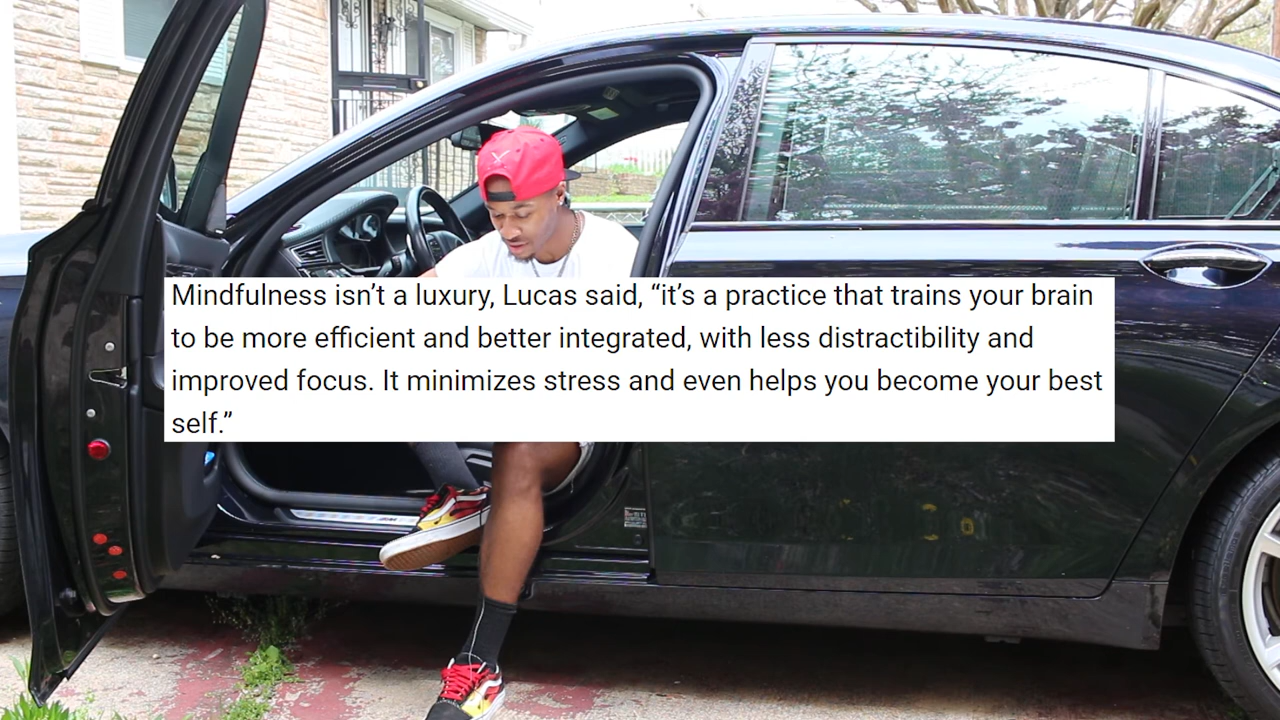 Mindfulness isn’t a luxury, Lucas said, “it’s a practice that trains your brain
to be more efficient and better integrated, with less distractibility and
improved focus. It minimizes stress and even helps you become your best
self.”